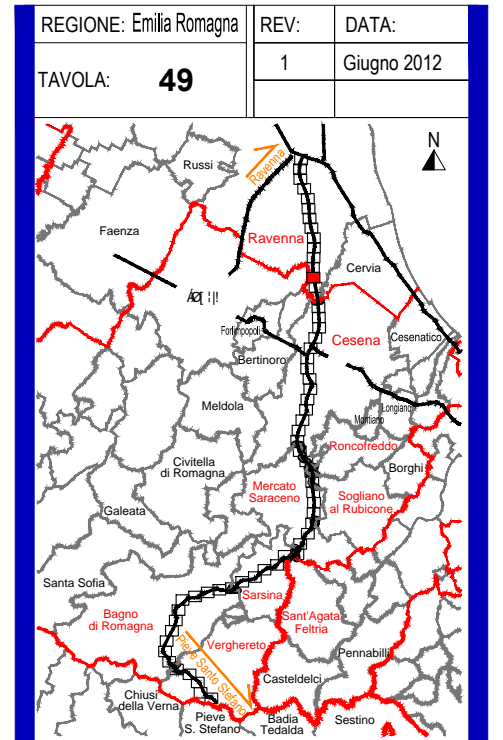 REGIONE: Emilia Romagna
REV:
DATA:
TAVOLA: 49
1
Giugno 2012
N
Russi
Ravenna
Faenza
Ravenna
Cervia
Forlimpopoli
Cesena
Cesenatico
Bertinoro
Meldola
Longiano
Montiano
Roncofreddo
Civitella
di Romagna
Borghi
Mercato
Saraceno
Sogliano
al Rubicone
Galeata
Santa Sofia
Sarsina
Bagno
di Romagna
Sant'Agata
Feltria
Verghereto
Pieve Santo Stefano
Pennabilli
Casteldelci
Chiusi
della Verna
Pieve
S. Stefano
Badia
Tedalda
Sestino